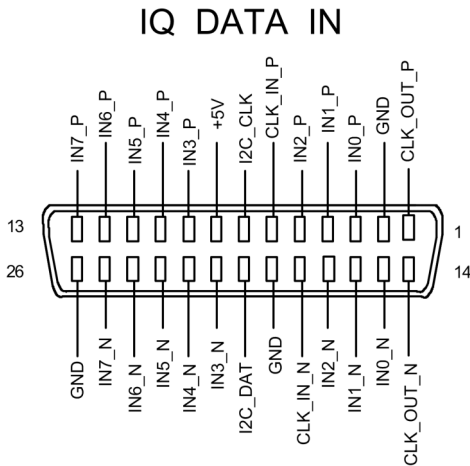 IQ DATA IN
IN7_P
IN6_P
IN5_P
IN4_P
IN3_P
+5V
I2C_CLK
CLK_IN_P
IN2_P
IN1_P
IN0_P
GND
CLK_OUT_P
13
1
26
14
GND
IN7_N
IN6_N
IN5_N
IN4_N
IN3_N
I2C_DAT
GND
CLK_IN_N
IN2_N
IN1_N
IN0_N
CLK_OUT_N